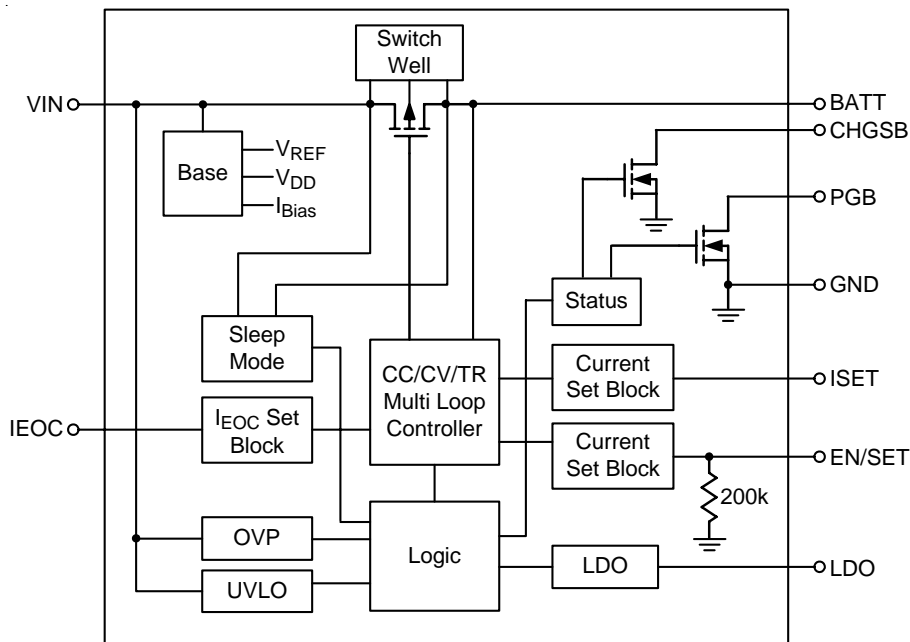 Switch
Well
VIN
BATT
CHGSB
Base
VREF
VDD
IBias
PGB
GND
Status
Sleep
Mode
CC/CV/TR
Multi Loop
Controller
Current
Set Block
ISET
IEOC
IEOC Set
Block
Current
Set Block
EN/SET
200k
OVP
UVLO
Logic
LDO
LDO